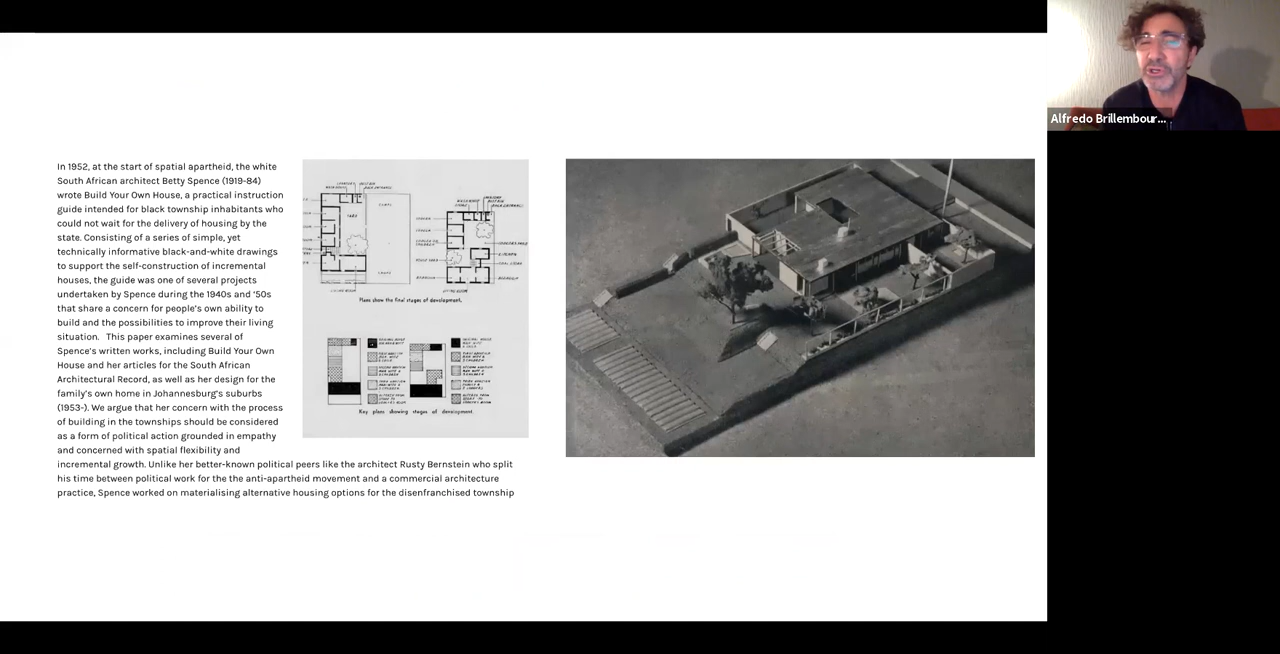 In 1952, at the start of spatial apartheid, the white
South African architect Betty Spence (1919-84)
wrote Build Your Own House, a practical instruction
guide intended for black township inhabitants who
could not wait for the delivery of housing by the
state. Consisting of a series of simple, yet
technically informative black-and-white drawings
to support the self-construction of incremental
houses, the guide was one of several projects
undertaken by Spence during the 1940s and '50s
that share a concern for people's own ability to
build and the possibilities to improve their living
situation. This paper examines several of
Spence's written works, including Build Your Own
House and her articles for the South African
Architectural Record, as well as her design for the
family's own home in Johannesburg's suburbs
(1953-). We argue that her concern with the process
of building in the townships should be considered
as a form of political action grounded in empathy
and concerned with spatial flexibility and
incremental growth. Unlike her better-known political peers like the architect Rusty Bernstein who split
his time between political work for the the anti-apartheid movement and a commercial architecture
practice, Spence worked on materialising alternative housing options for the disenfranchised township
Plans show the final stages of development.
Key plans showing stages of development.
Alfredo Brillembour...